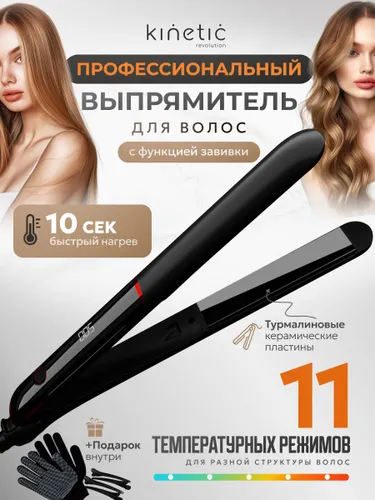 kinetic
revolution
ПРОФЕССИОНАЛЬНЫЙ
ВЫПРЯМИТЕЛЬ
ДЛЯ ВОЛОС
с функцией завивки
10 СЕК
быстрый нагрев
Турмалиновые
керамические
пластины
11
ТЕМПЕРАТУРНЫХ РЕЖИМОВ
ДЛЯ РАЗНОЙ СТРУКТУРЫ ВОЛОС
+Подарок
внутри